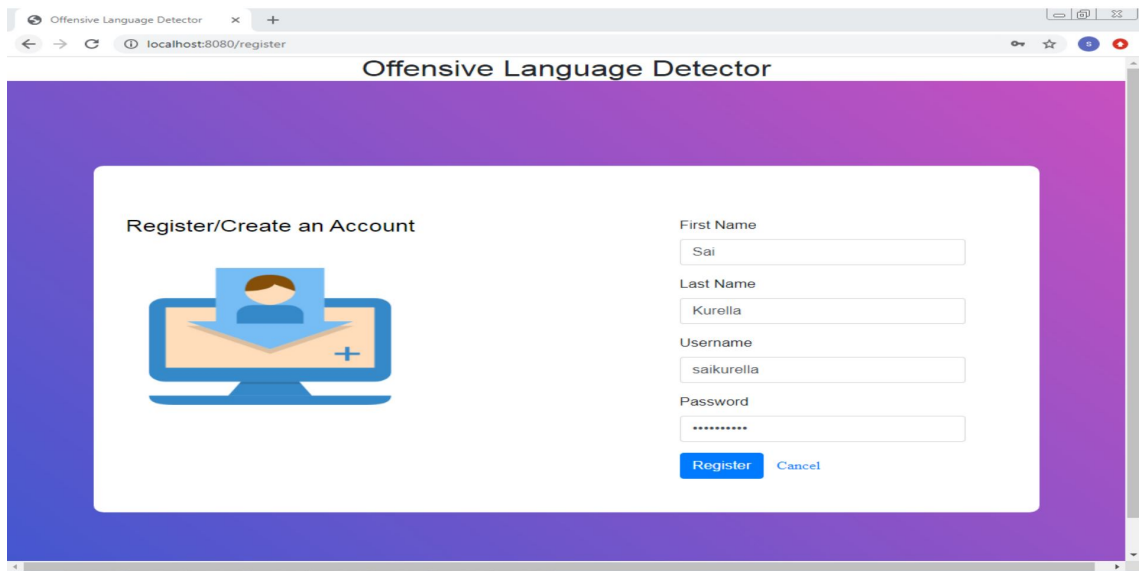 Offensive Language Detector
localhost:8080/register
s
Offensive Language Detector
Register/Create an Account
First Name
Sai
Last Name
Kurella
Username
saikurella
Password
••••••••••
Register Cancel